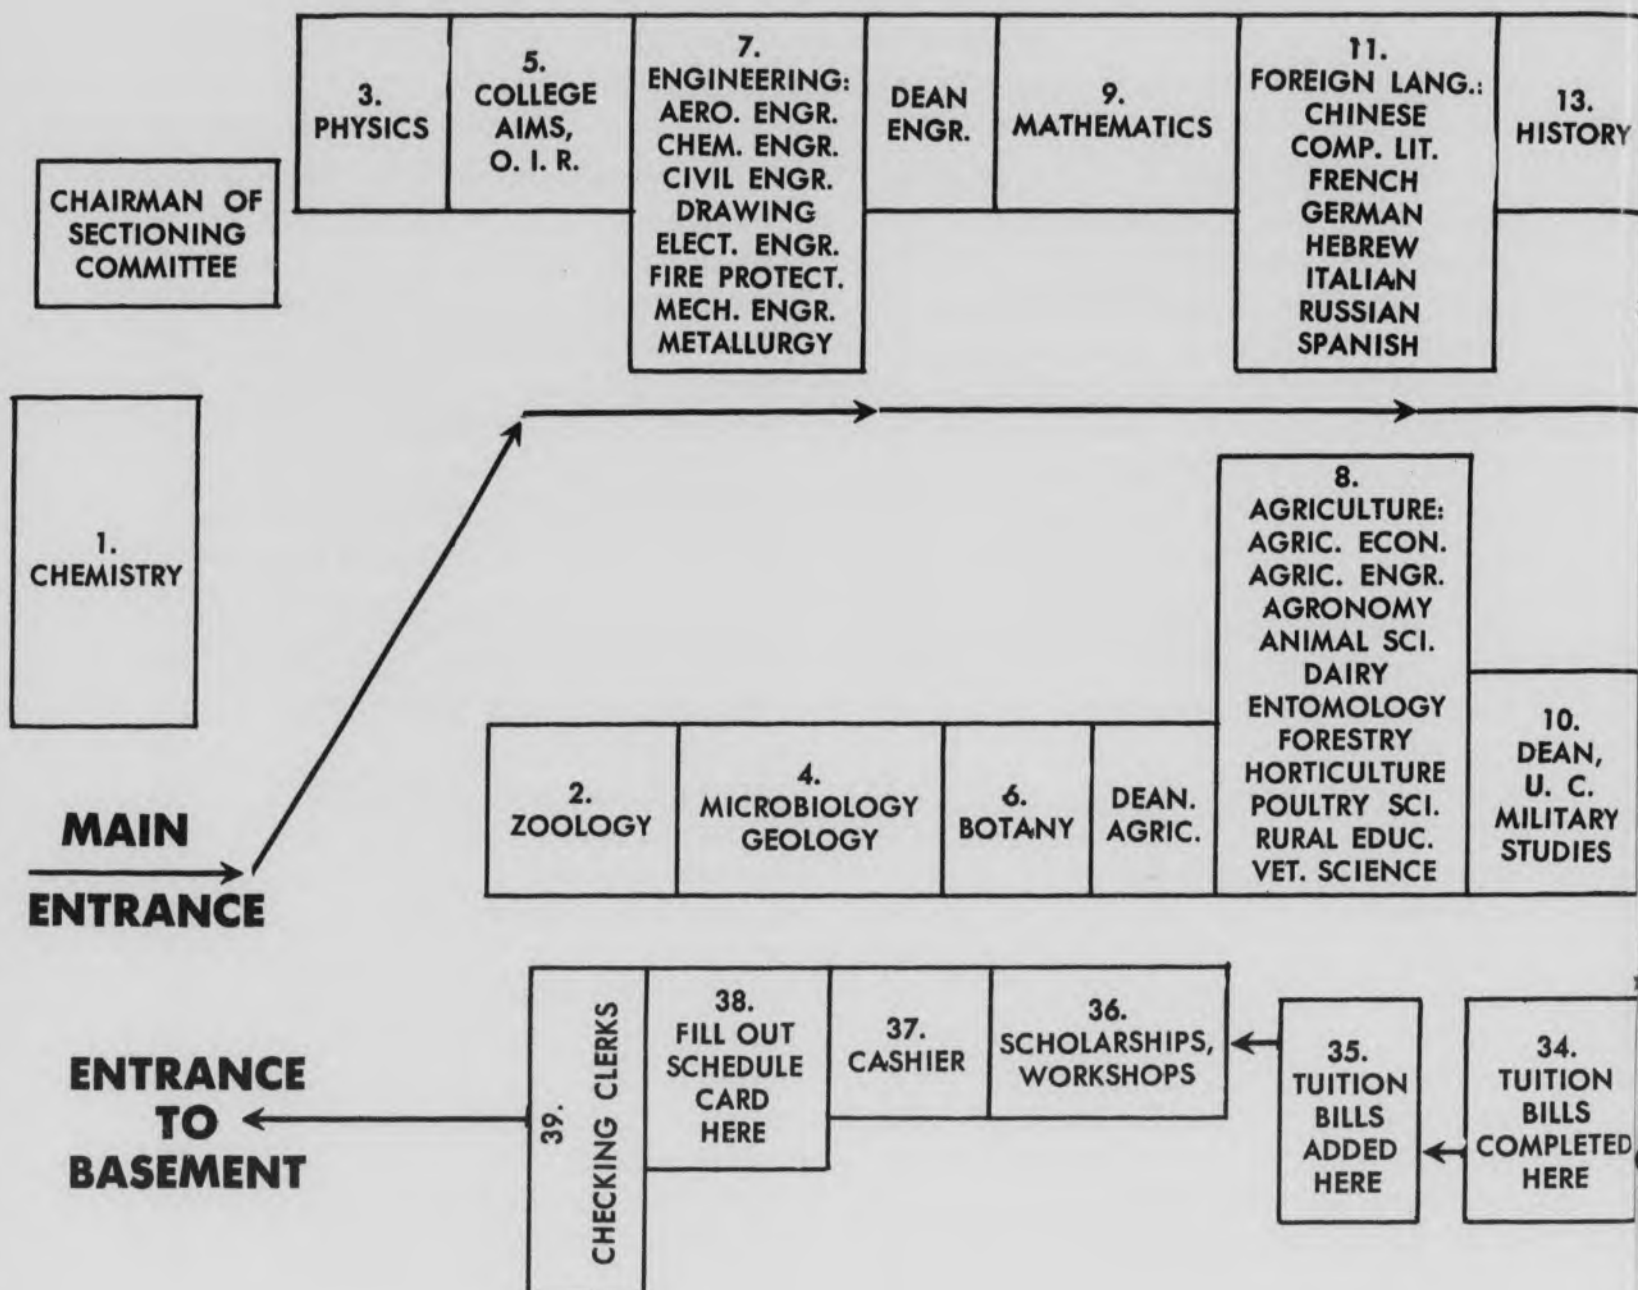 3.
PHYSICS
5.
COLLEGE
AIMS,
O. I. R.
7.
ENGINEERING:
AERO. ENGR.
CHEM. ENGR.
CIVIL ENGR.
DRAWING
ELECT. ENGR.
FIRE PROTECT.
MECH. ENGR.
METALLURGY
DEAN
ENGR.
9.
MATHEMATICS
11.
FOREIGN LANG.:
CHINESE
COMP. LIT.
FRENCH
GERMAN
HEBREW
ITALIAN
RUSSIAN
SPANISH
13.
HISTORY
CHAIRMAN OF
SECTIONING
COMMITTEE
1.
CHEMISTRY
8.
AGRICULTURE:
AGRIC. ECON.
AGRIC. ENGR.
AGRONOMY
ANIMAL SCI.
DAIRY
ENTOMOLOGY
FORESTRY
HORTICULTURE
POULTRY SCI.
RURAL EDUC.
VET. SCIENCE
2.
ZOOLOGY
4.
MICROBIOLOGY
GEOLOGY
6.
BOTANY
DEAN.
AGRIC.
10.
DEAN,
U. C.
MILITARY
STUDIES
MAIN
ENTRANCE
ENTRANCE
TO
BASEMENT
39.
CHECKING CLERKS
38.
FILL OUT
SCHEDULE
CARD
HERE
37.
CASHIER
36.
SCHOLARSHIPS,
WORKSHOPS
35.
TUITION
BILLS
ADDED
HERE
34.
TUITION
BILLS
COMPLETED
HERE